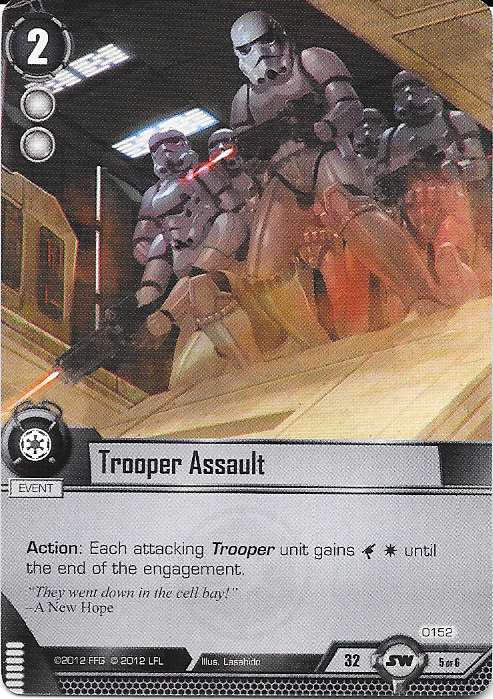 2
Trooper Assault
EVENT
Action: Each attacking Trooper unit gains until
the end of the engagement.
"They went down in the cell bay!"
–A New Hope
0152
©2012 FFG © 2012 LFL
Illus. Lasahido
32
SW
5 of 6